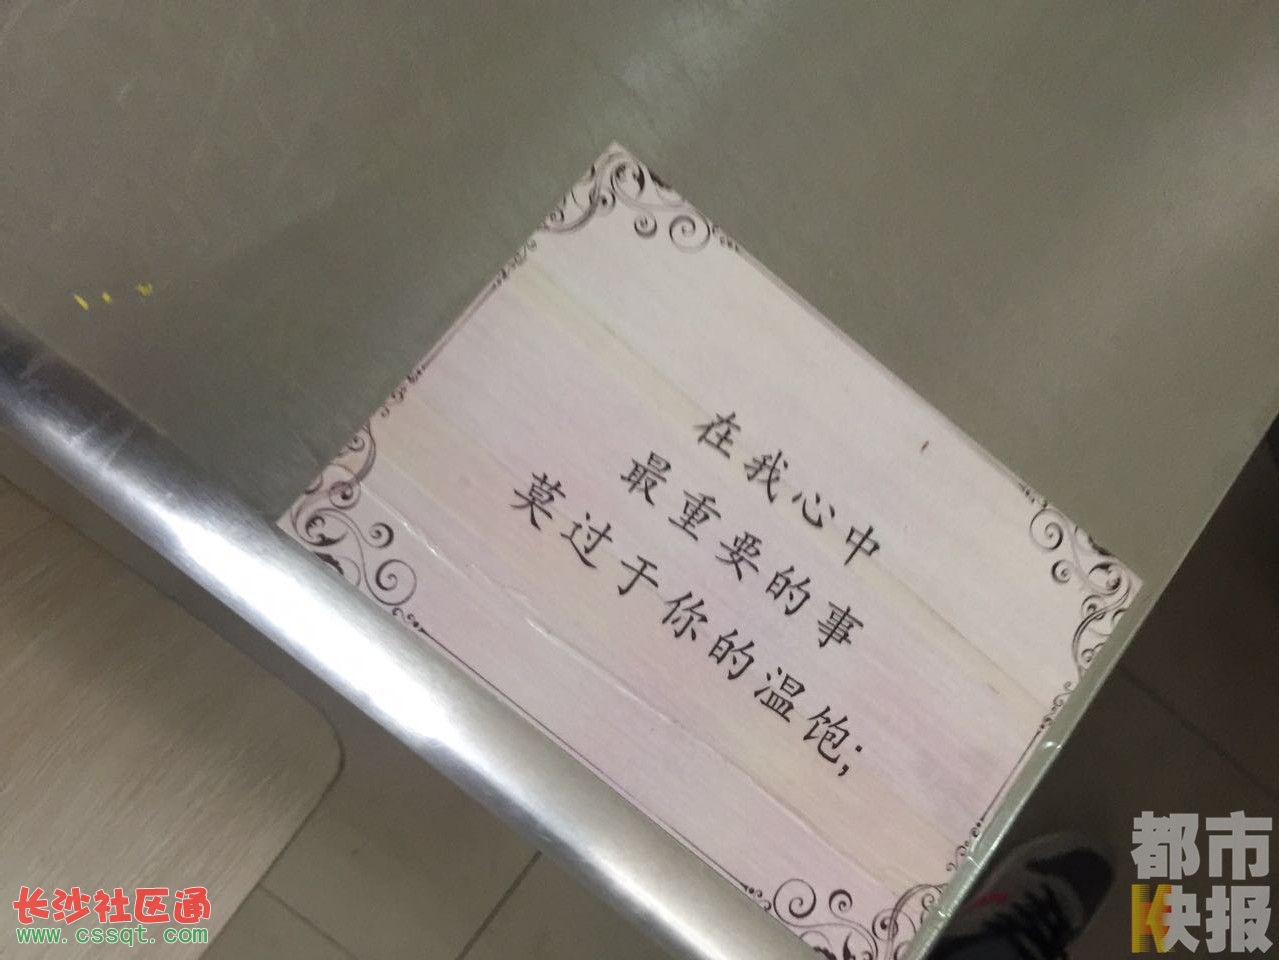 在我心中
最重要的事
莫过于你的温饱;
长沙社区通
www.cssqt.com
都市
快报